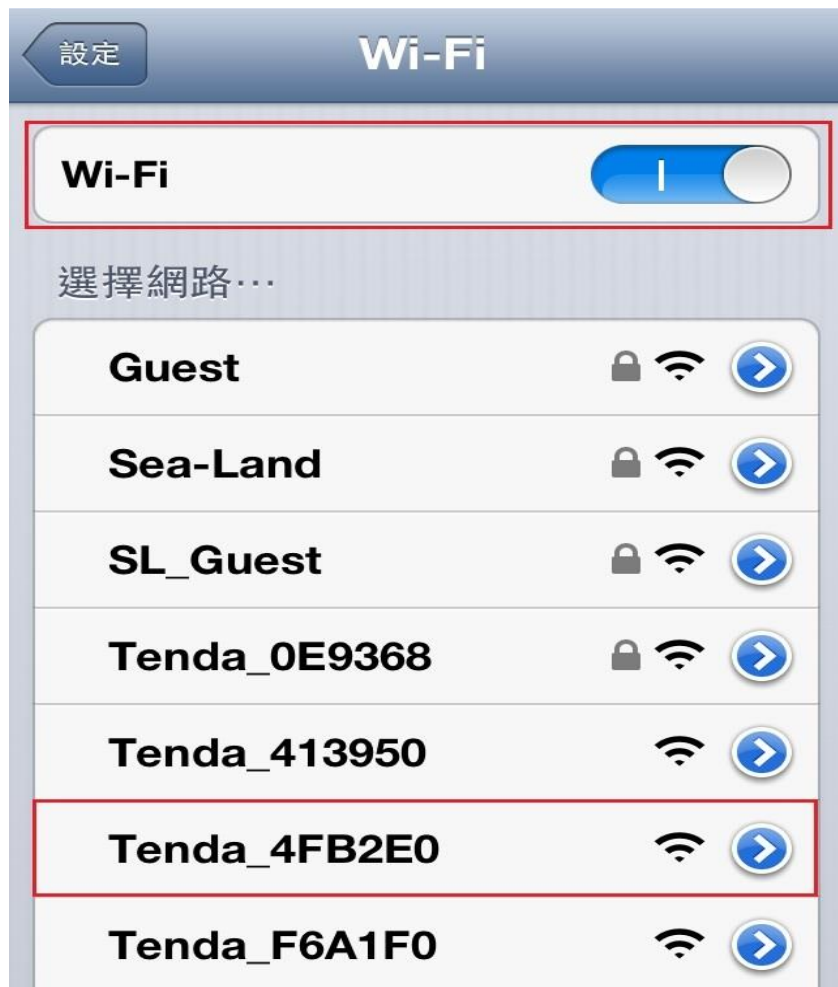 設定
Wi-Fi
Wi-Fi
選擇網路…
Guest
Sea-Land
SL_Guest
Tenda_0E9368
Tenda_413950
Tenda_4FB2E0
Tenda_F6A1F0